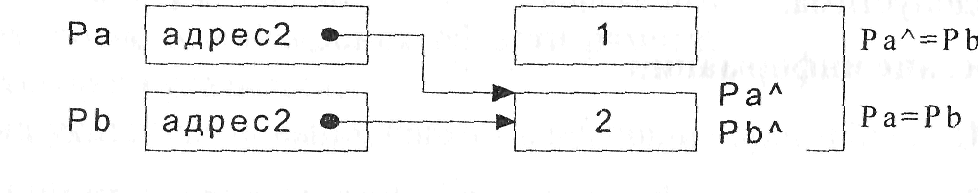 Pa адрес2 1 Pa^=Pb
Pb адрес2 2 Pa^
Pb^ Pa=Pb